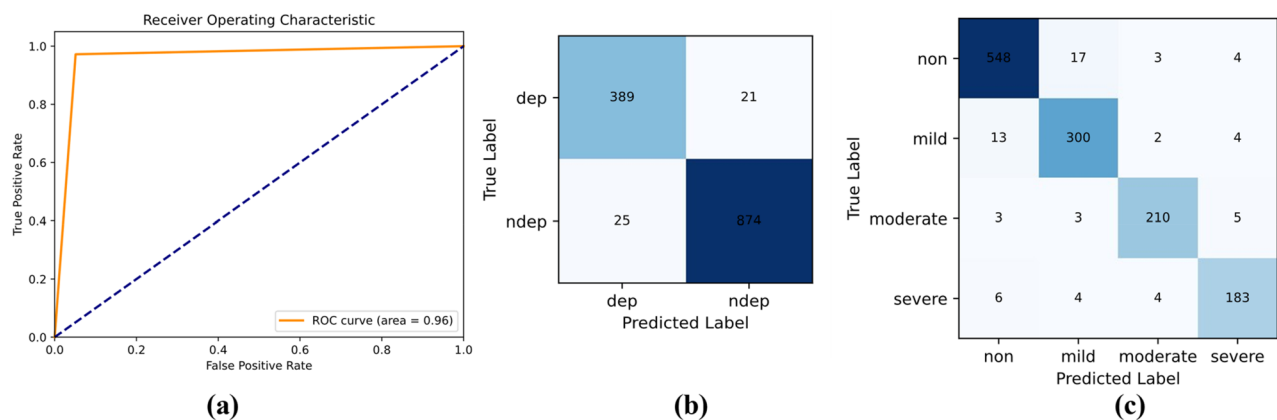 Receiver Operating Characteristic
True Positive Rate
1.0
0.8
0.6
0.4
0.2
0.0
0.0 0.2 0.4 0.6 0.8 1.0
False Positive Rate
ROC curve (area = 0.96)
(a)
True Label
dep 389 21
ndep 25 874
dep ndep
Predicted Label
(b)
True Label
non 548 17 3 4
mild 13 300 2 4
moderate 3 3 210 5
severe 6 4 4 183
non mild moderate severe
Predicted Label
(c)